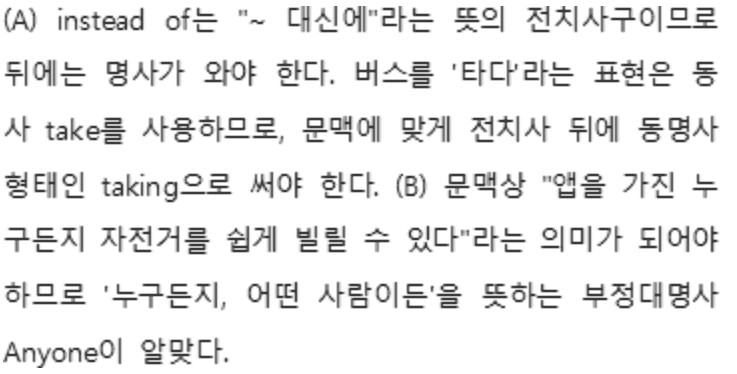 (A) instead of는 "~ 대신에"라는 뜻의 전치사구이므로
뒤에는 명사가 와야 한다. 버스를 '타다'라는 표현은 동
사 take를 사용하므로, 문맥에 맞게 전치사 뒤에 동명사
형태인 taking으로 써야 한다. (B) 문맥상 "앱을 가진 누
구든지 자전거를 쉽게 빌릴 수 있다"라는 의미가 되어야
하므로 '누구든지, 어떤 사람이든'을 뜻하는 부정대명사
Anyone이 알맞다.